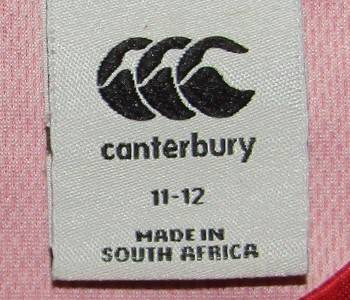 canterbury
11-12
MADE IN
SOUTH AFRICA